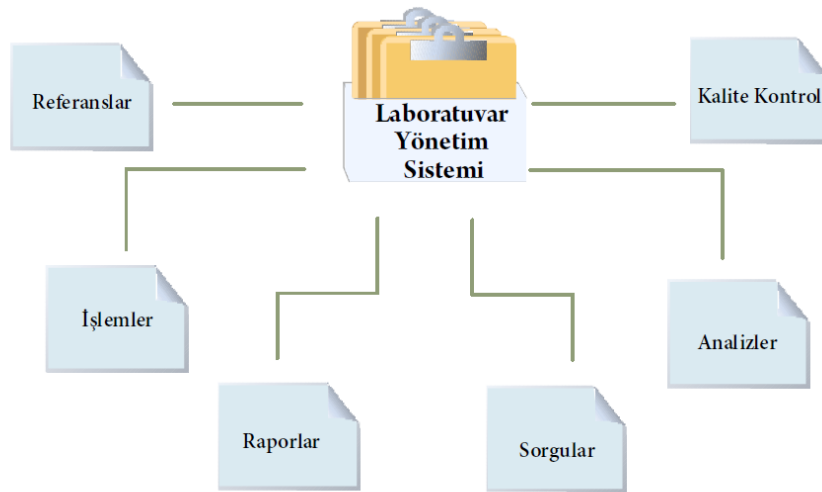 Laboratuvar
Yönetim
Sistemi
Referanslar
Kalite Kontrol
İşlemler
Analizler
Raporlar
Sorgular